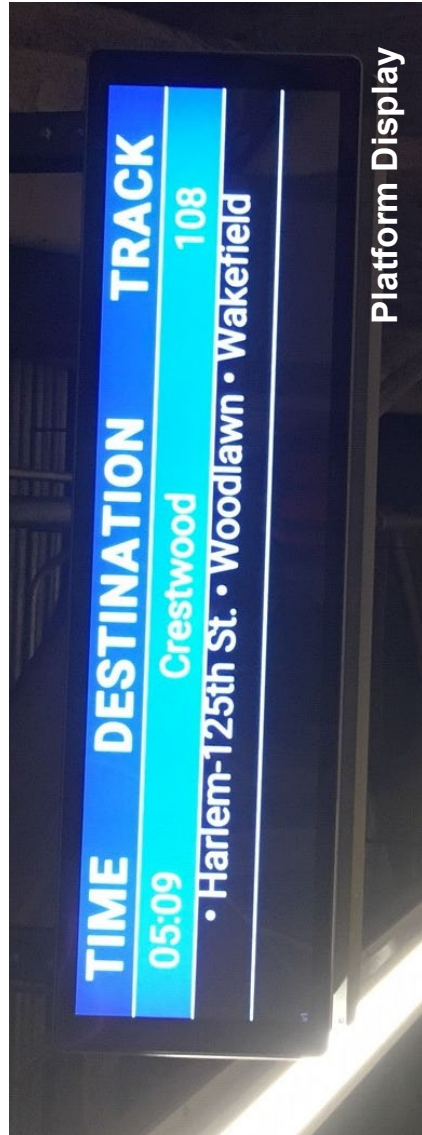 TIME DESTINATION TRACK
05:09 Crestwood 108
• Harlem-125th St. • Woodlawn • Wakefield
Platform Display